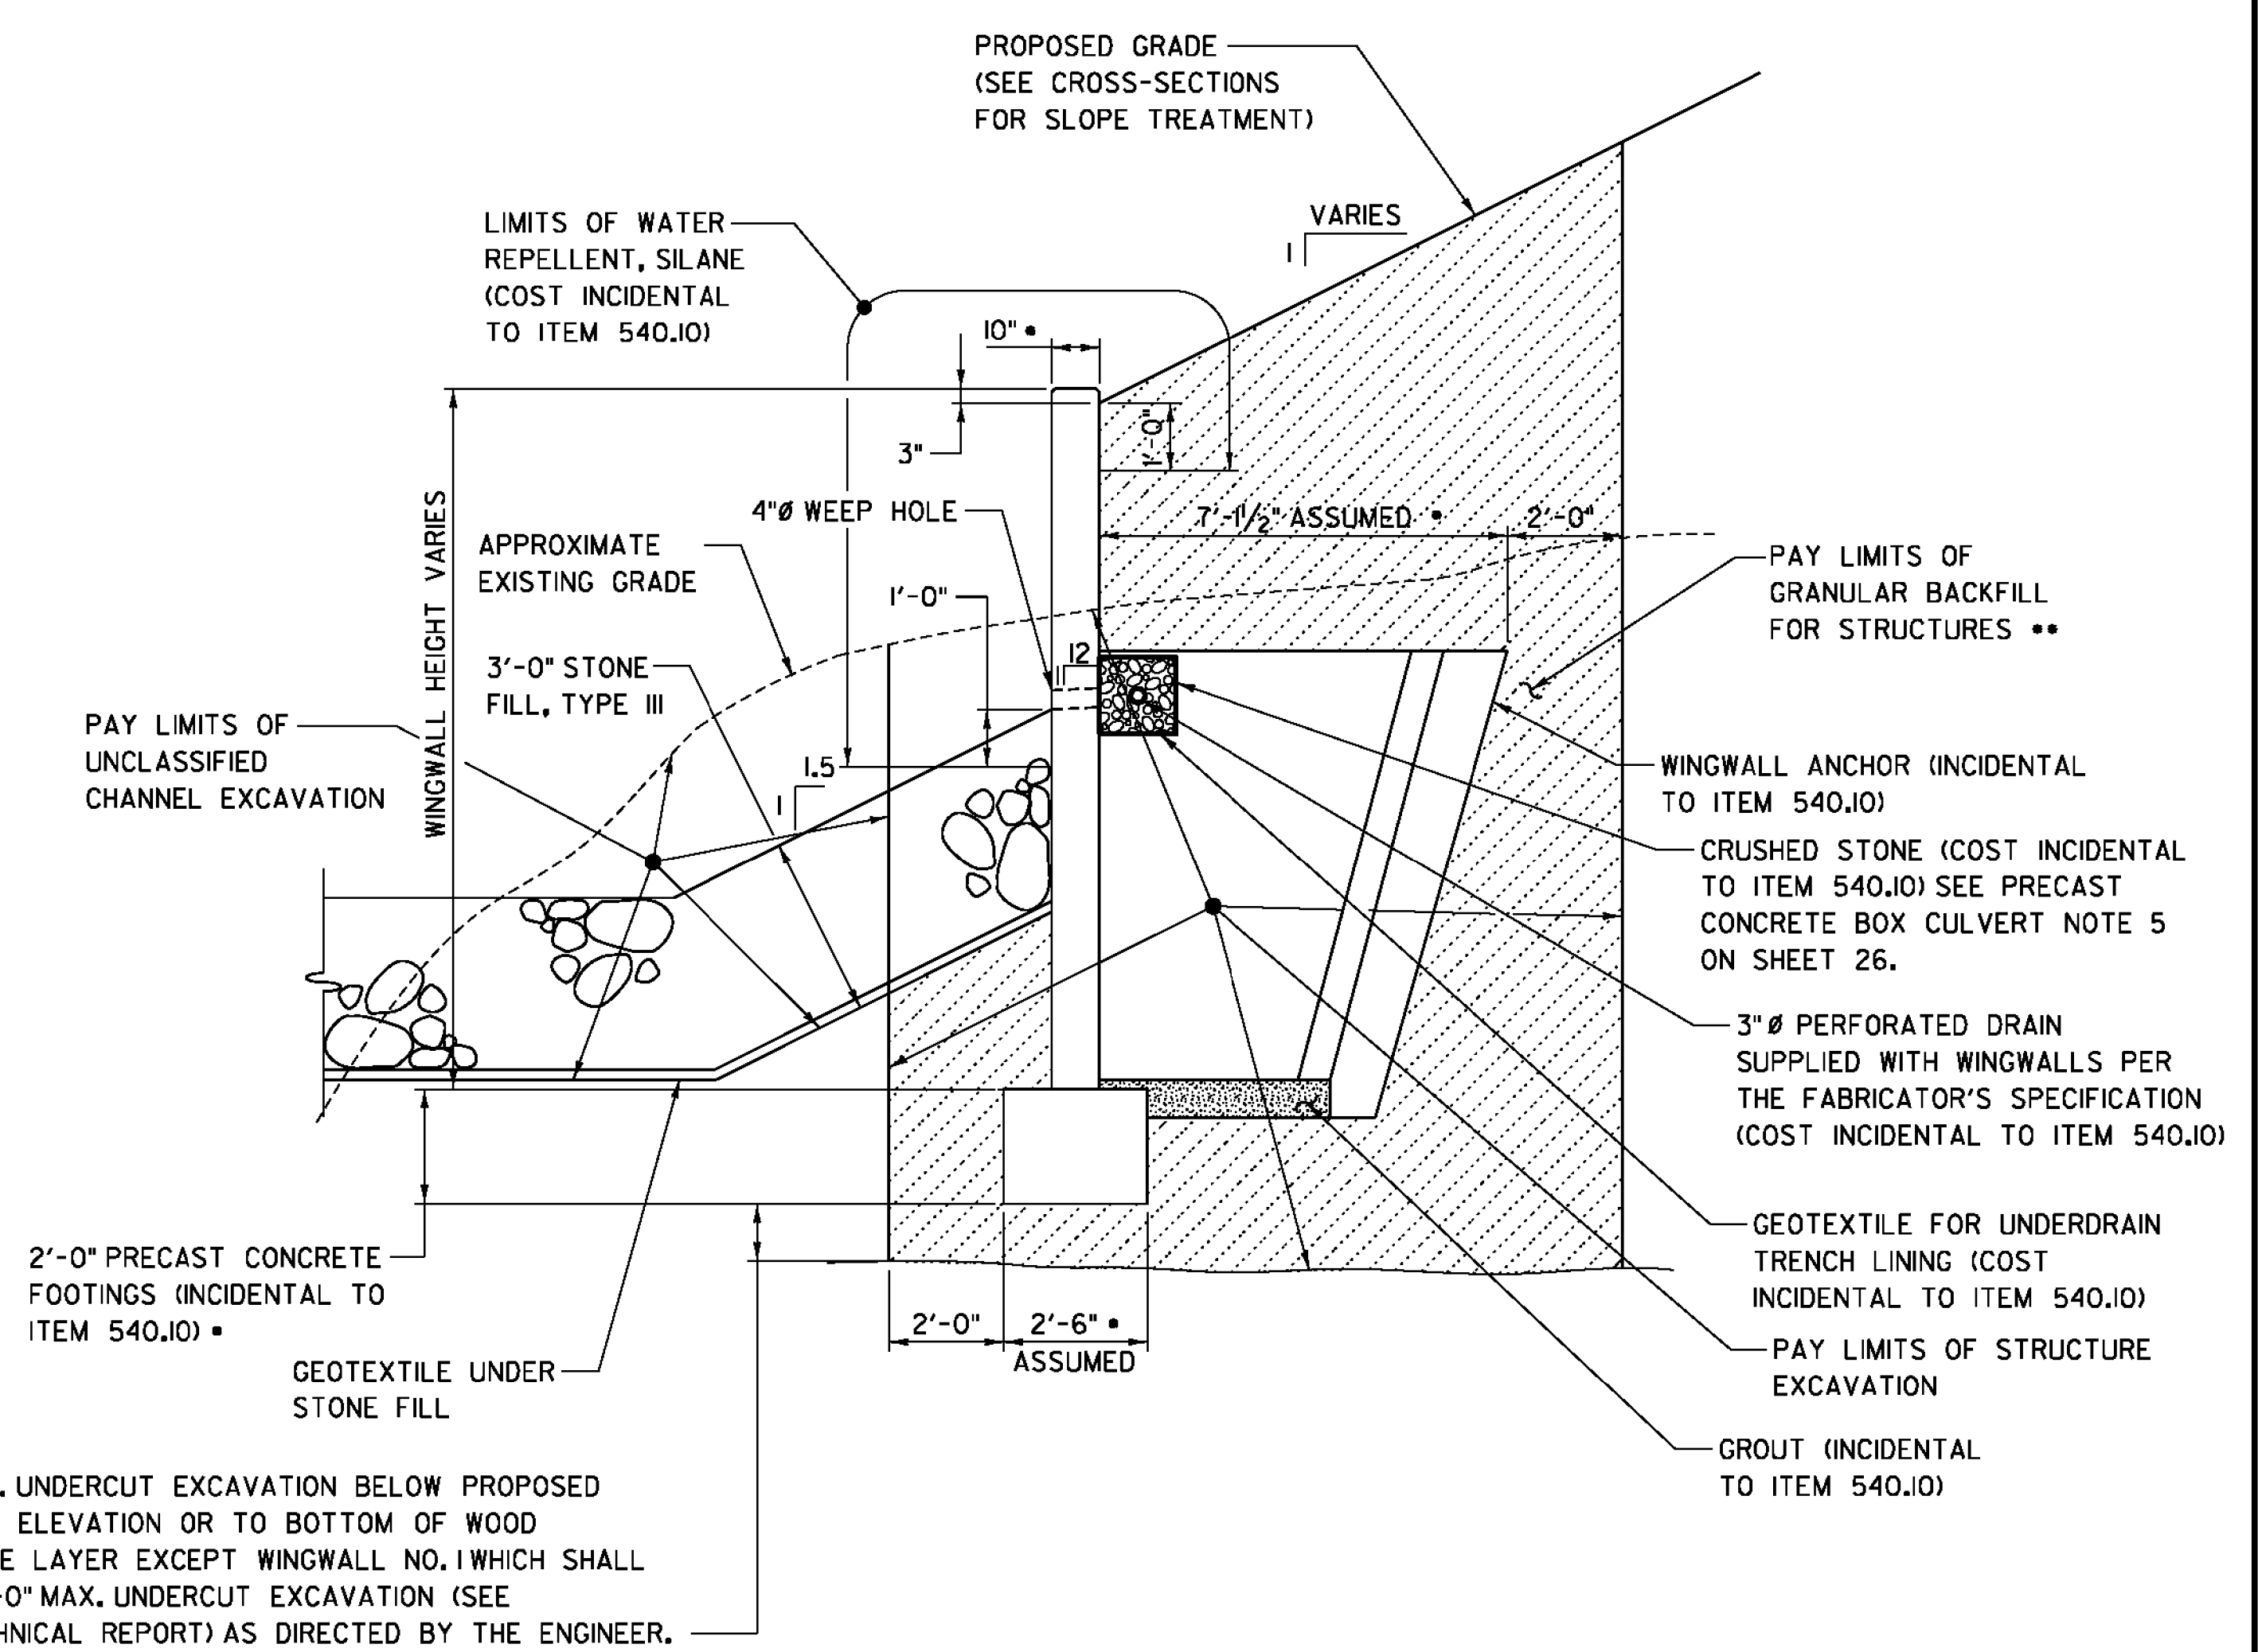 PROPOSED GRADE
(SEE CROSS-SECTIONS
FOR SLOPE TREATMENT)
VARIES
1
LIMITS OF WATER
REPELLENT, SILANE
(COST INCIDENTAL
TO ITEM 540.10)
10" •
3"
1'-0"
4"Ø WEEP HOLE
7'-1 1/2" ASSUMED •
2'-0"
WINGWALL HEIGHT VARIES
APPROXIMATE
EXISTING GRADE
1'-0"
PAY LIMITS OF
GRANULAR BACKFILL
FOR STRUCTURES ••
3'-0" STONE
FILL, TYPE III
12
1
PAY LIMITS OF
UNCLASSIFIED
CHANNEL EXCAVATION
1.5
1
WINGWALL ANCHOR (INCIDENTAL
TO ITEM 540.10)
CRUSHED STONE (COST INCIDENTAL
TO ITEM 540.10) SEE PRECAST
CONCRETE BOX CULVERT NOTE 5
ON SHEET 26.
3"Ø PERFORATED DRAIN
SUPPLIED WITH WINGWALLS PER
THE FABRICATOR'S SPECIFICATION
(COST INCIDENTAL TO ITEM 540.10)
GEOTEXTILE FOR UNDERDRAIN
TRENCH LINING (COST
INCIDENTAL TO ITEM 540.10)
2'-0" PRECAST CONCRETE
FOOTINGS (INCIDENTAL TO
ITEM 540.10) •
2'-0"
2'-6" •
ASSUMED
GEOTEXTILE UNDER
STONE FILL
PAY LIMITS OF STRUCTURE
EXCAVATION
GROUT (INCIDENTAL
TO ITEM 540.10)
. UNDERCUT EXCAVATION BELOW PROPOSED
ELEVATION OR TO BOTTOM OF WOOD
E LAYER EXCEPT WINGWALL NO. 1 WHICH SHALL
-0" MAX. UNDERCUT EXCAVATION (SEE
HNICAL REPORT) AS DIRECTED BY THE ENGINEER.